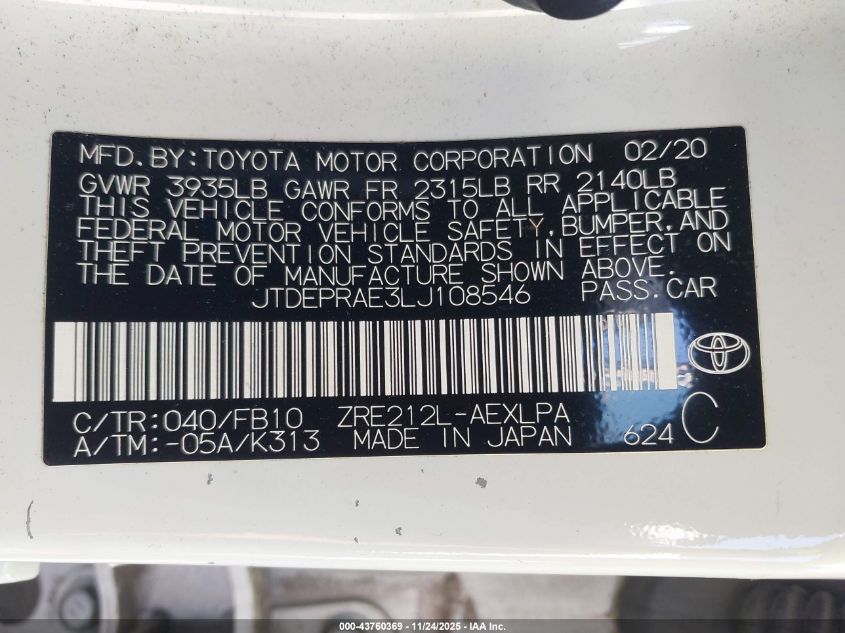 MFD.BY:TOYOTA MOTOR CORPORATION 02/20
GVWR 3935LB GAWR FR 2315LB RR 2140LB
THIS VEHICLE CONFORMS TO ALL APPLICABLE
FEDERAL MOTOR VEHICLE SAFETY,BUMPER,AND
THEFT PREVENTION STANDARDS IN EFFECT ON
THE DATE OF MANUFACTURE SHOWN ABOVE.
JTDEPRAE3LJ108546 PASS.CAR
C/TR:040/FB10 ZRE212L-AEXLPA
A/TM:-05A/K313 MADE IN JAPAN 624 C
000-43760369 | 11/24/2025 - IAA Inc.